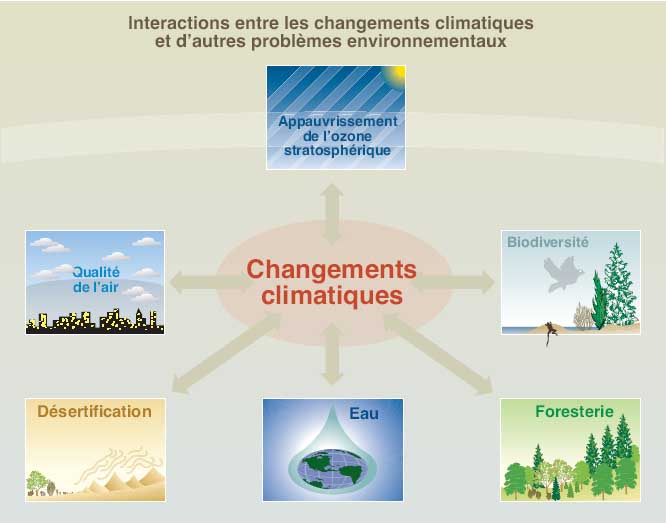 Interactions entre les changements climatiques
et d'autres problèmes environnementaux
Appauvrissement
de l'ozone
stratosphérique
Qualité
de l'air
Changements
climatiques
Biodiversité
Désertification
Eau
Foresterie